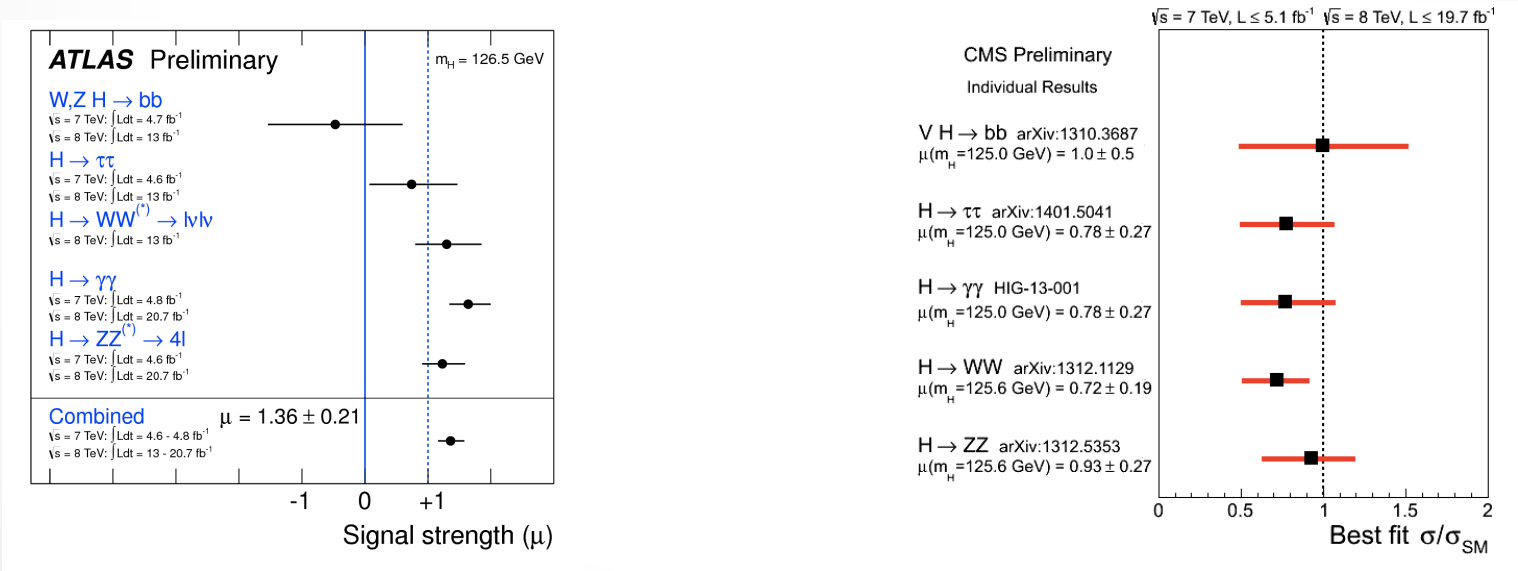 ATLAS Preliminary
m_H = 126.5 GeV
W,Z H → bb
√s = 7 TeV: ∫Ldt = 4.7 fb⁻¹
√s = 8 TeV: ∫Ldt = 13 fb⁻¹
H → ττ
√s = 7 TeV: ∫Ldt = 4.6 fb⁻¹
√s = 8 TeV: ∫Ldt = 13 fb⁻¹
H → WW⁽*⁾ → lνlν
√s = 8 TeV: ∫Ldt = 13 fb⁻¹
H → γγ
√s = 7 TeV: ∫Ldt = 4.8 fb⁻¹
√s = 8 TeV: ∫Ldt = 20.7 fb⁻¹
H → ZZ⁽*⁾ → 4l
√s = 7 TeV: ∫Ldt = 4.6 fb⁻¹
√s = 8 TeV: ∫Ldt = 20.7 fb⁻¹
Combined μ = 1.36 ± 0.21
√s = 7 TeV: ∫Ldt = 4.6 - 4.8 fb⁻¹
√s = 8 TeV: ∫Ldt = 13 - 20.7 fb⁻¹
-1 0 +1
Signal strength (μ)
√s = 7 TeV, L ≤ 5.1 fb⁻¹ √s = 8 TeV, L ≤ 19.7 fb⁻¹
CMS Preliminary
Individual Results
V H → bb arXiv:1310.3687
μ(m_H=125.0 GeV) = 1.0 ± 0.5
H → ττ arXiv:1401.5041
μ(m_H=125.0 GeV) = 0.78 ± 0.27
H → γγ HIG-13-001
μ(m_H=125.0 GeV) = 0.78 ± 0.27
H → WW arXiv:1312.1129
μ(m_H=125.6 GeV) = 0.72 ± 0.19
H → ZZ arXiv:1312.5353
μ(m_H=125.6 GeV) = 0.93 ± 0.27
0 0.5 1 1.5 2
Best fit σ/σ_SM